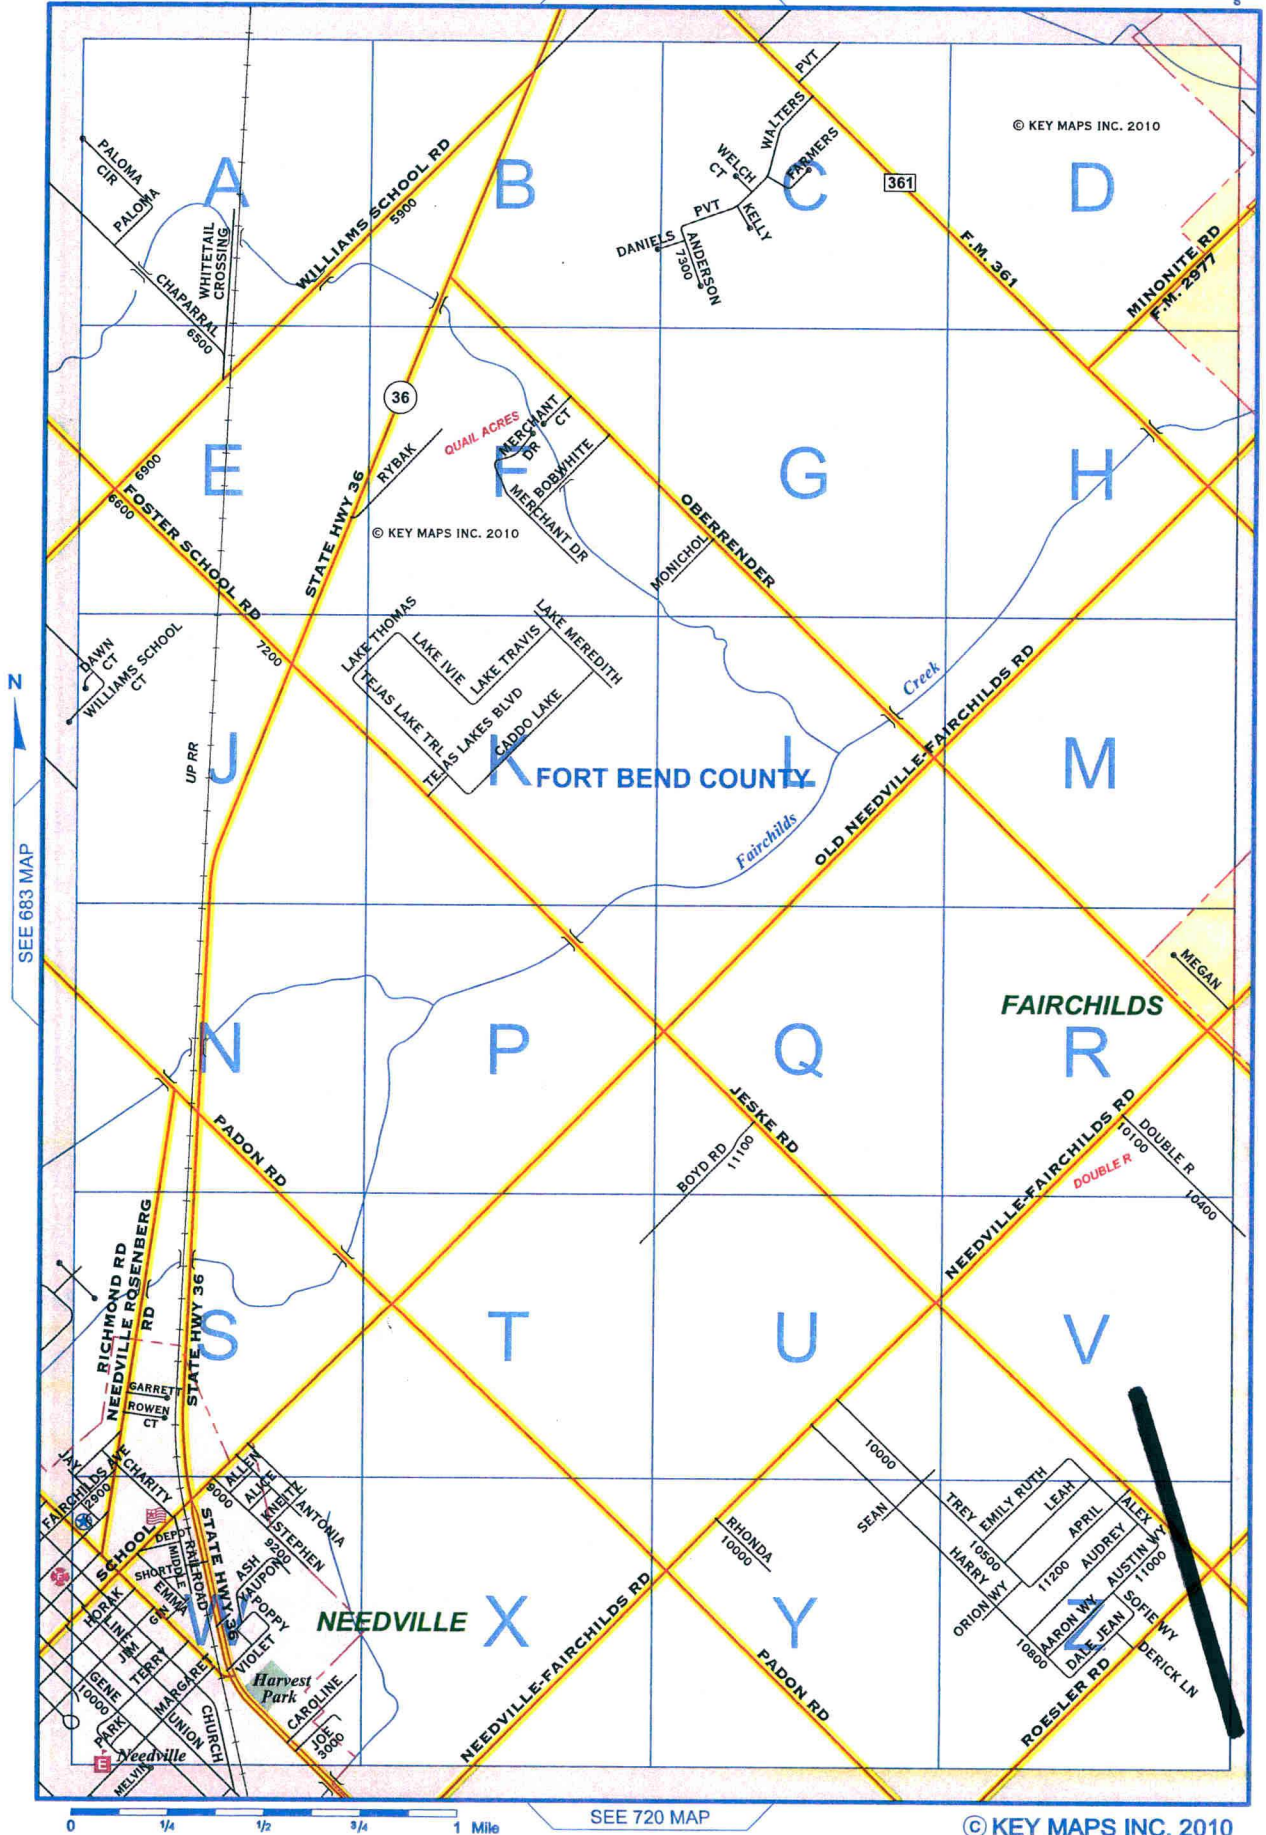 © KEY MAPS INC. 2010
A
B
C
D
PALOMA
CIR
PALOMA
WHITETAIL
CROSSING
CHAPARRAL
6500
WILLIAMS SCHOOL RD
5900
PVT
WALTERS
FARMERS
WELCH
CT
PVT
KELLY
DANIELS
ANDERSON
7300
361
F.M. 361
MINONITE RD
F.M. 2977
36
E
F
G
H
6900
6600
FOSTER SCHOOL RD
7200
STATE HWY 36
RYBAK
QUAIL ACRES
MERCHANT
CT
MERCHANT
DR
BOBWHITE
MERCHANT DR
© KEY MAPS INC. 2010
OBERRENDER
MONICHOL
DAWN
CT
WILLIAMS SCHOOL
CT
N
UP RR
J
K
L
M
LAKE THOMAS
LAKE IVIE
LAKE TRAVIS
LAKE MEREDITH
TEJAS LAKE TRL
TEJAS LAKES BLVD
CADDO LAKE
FORT BEND COUNTY
Creek
Fairchilds
OLD NEEDVILLE-FAIRCHILDS RD
SEE 683 MAP
MEGAN
FAIRCHILDS
N
P
Q
R
PADON RD
JESKE RD
BOYD RD
11100
NEEDVILLE-FAIRCHILDS RD
10100
DOUBLE R
DOUBLE R
10400
RICHMOND RD
NEEDVILLE ROSENBERG
RD
STATE HWY 36
S
T
U
V
GARRETT
ROWEN
CT
JAY
FAIRCHILDS AVE
2900
CHARITY
9000
ALLEN
ALICE
KNEITZ
ANTONIA
STEPHEN
9200
SCHOOL
DEPOT
MIDDLE
RAILROAD
SHORT
EMMA
GIN
STATE HWY 36
ASH
YAUPON
POPPY
VIOLET
HORAK
LINE
JIM
TERRY
MARGARET
GENE
10000
PARK
UNION
CHURCH
MELVIN
E
Needville
Harvest
Park
CAROLINE
JOE
3000
NEEDVILLE
W
X
Y
Z
NEEDVILLE-FAIRCHILDS RD
RHONDA
10000
PADON RD
10000
SEAN
TREY
10500
HARRY
EMILY RUTH
LEAH
APRIL
ALEX
AUDREY
11200
AUSTIN WY
11000
ORION WY
10800
AARON WY
DALE JEAN
SOFIE WY
DERICK LN
ROESLER RD
0
1/4
1/2
3/4
1 Mile
SEE 720 MAP
© KEY MAPS INC. 2010